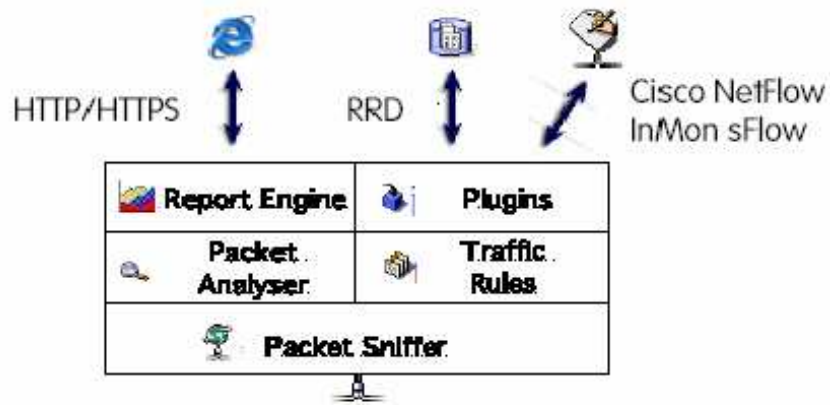 HTTP/HTTPS
RRD
Cisco NetFlow
InMon sFlow
Report Engine
Plugins
Packet
Analyser
Traffic
Rules
Packet Sniffer